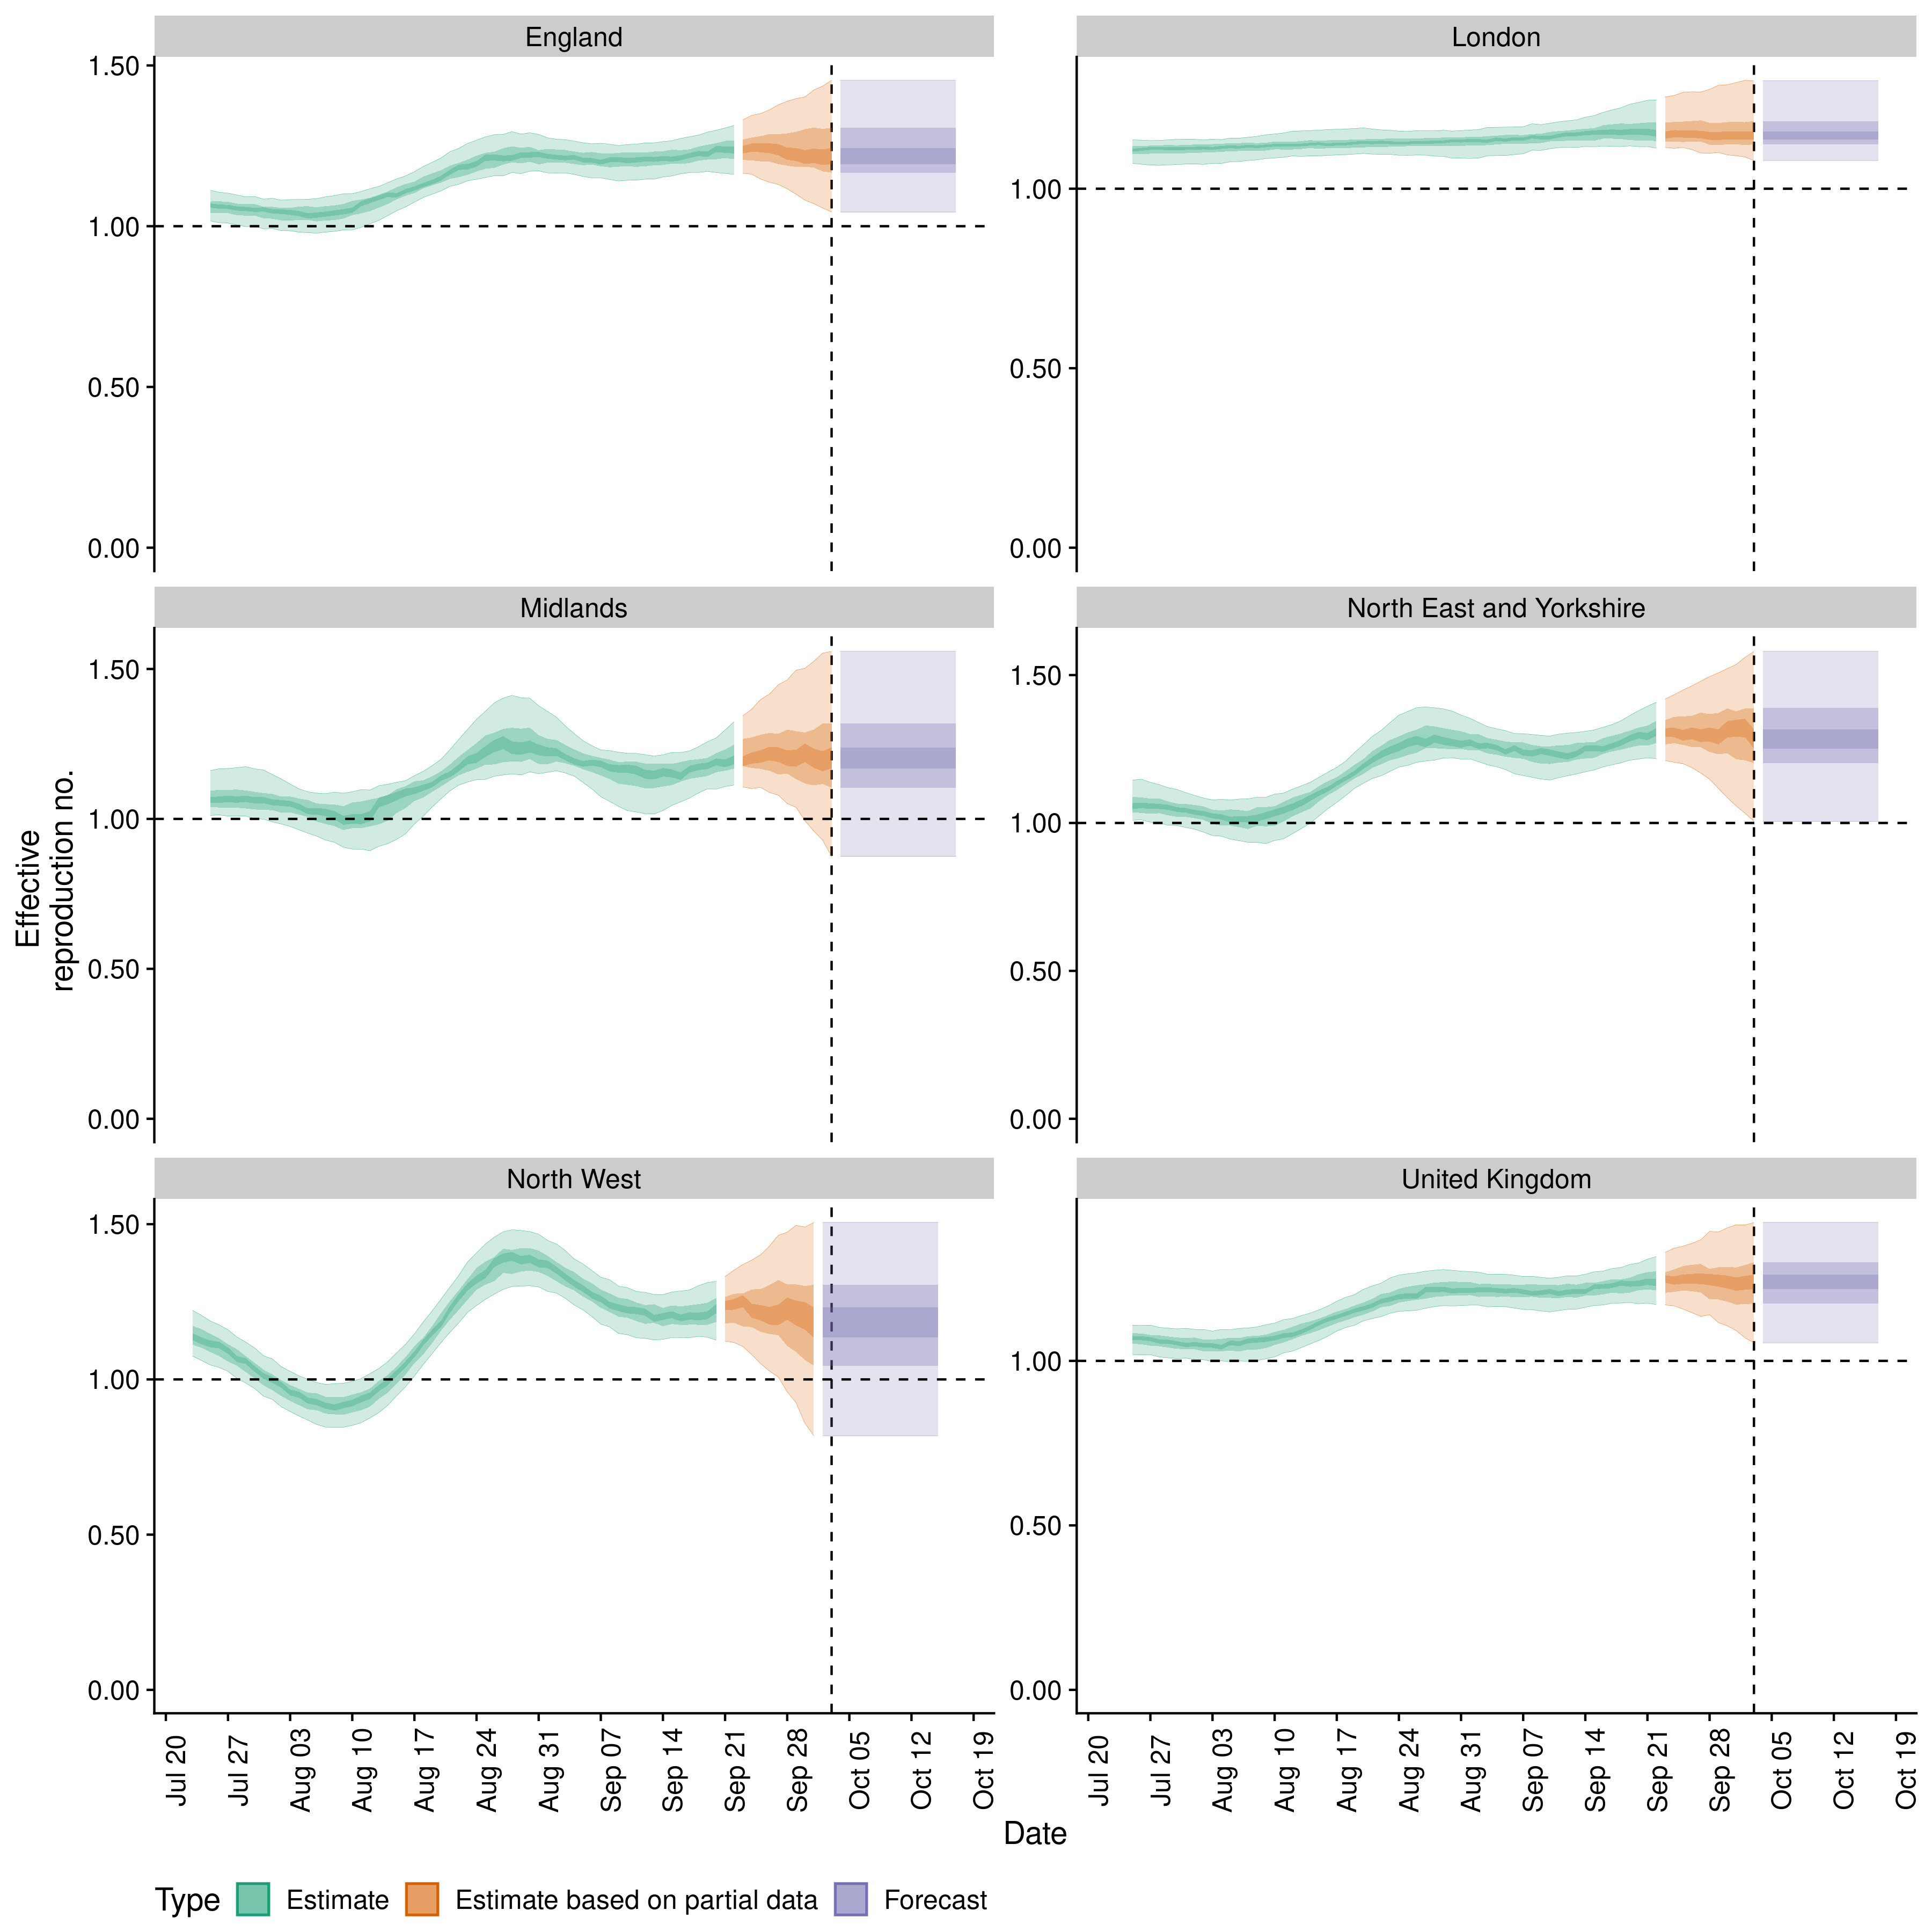 England
London
1.50
1.00
0.50
0.00
1.00
0.50
0.00
Midlands
North East and Yorkshire
1.50
1.00
0.50
0.00
1.50
1.00
0.50
0.00
Effective
reproduction no.
North West
United Kingdom
1.50
1.00
0.50
0.00
1.00
0.50
0.00
Jul 20
Jul 27
Aug 03
Aug 10
Aug 17
Aug 24
Aug 31
Sep 07
Sep 14
Sep 21
Sep 28
Oct 05
Oct 12
Oct 19
Jul 20
Jul 27
Aug 03
Aug 10
Aug 17
Aug 24
Aug 31
Sep 07
Sep 14
Sep 21
Sep 28
Oct 05
Oct 12
Oct 19
Date
Type Estimate Estimate based on partial data Forecast